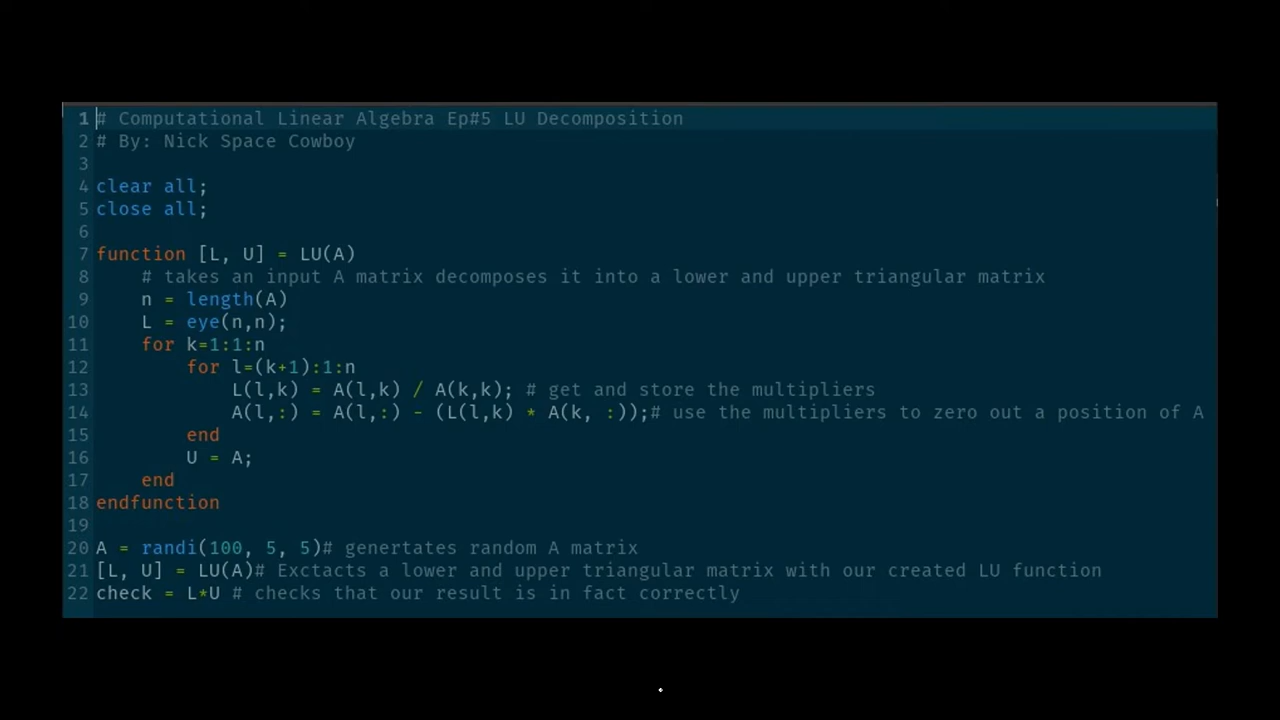 1 # Computational Linear Algebra Ep#5 LU Decomposition
2 # By: Nick Space Cowboy
3
4 clear all;
5 close all;
6
7 function [L, U] = LU(A)
8     # takes an input A matrix decomposes it into a lower and upper triangular matrix
9     n = length(A)
10     L = eye(n,n);
11     for k=1:1:n
12         for l=(k+1):1:n
13             L(l,k) = A(l,k) / A(k,k); # get and store the multipliers
14             A(l,:) = A(l,:) - (L(l,k) * A(k, :));# use the multipliers to zero out a position of A
15         end
16         U = A;
17     end
18 endfunction
19
20 A = randi(100, 5, 5)# genertates random A matrix
21 [L, U] = LU(A)# Exctacts a lower and upper triangular matrix with our created LU function
22 check = L*U # checks that our result is in fact correctly